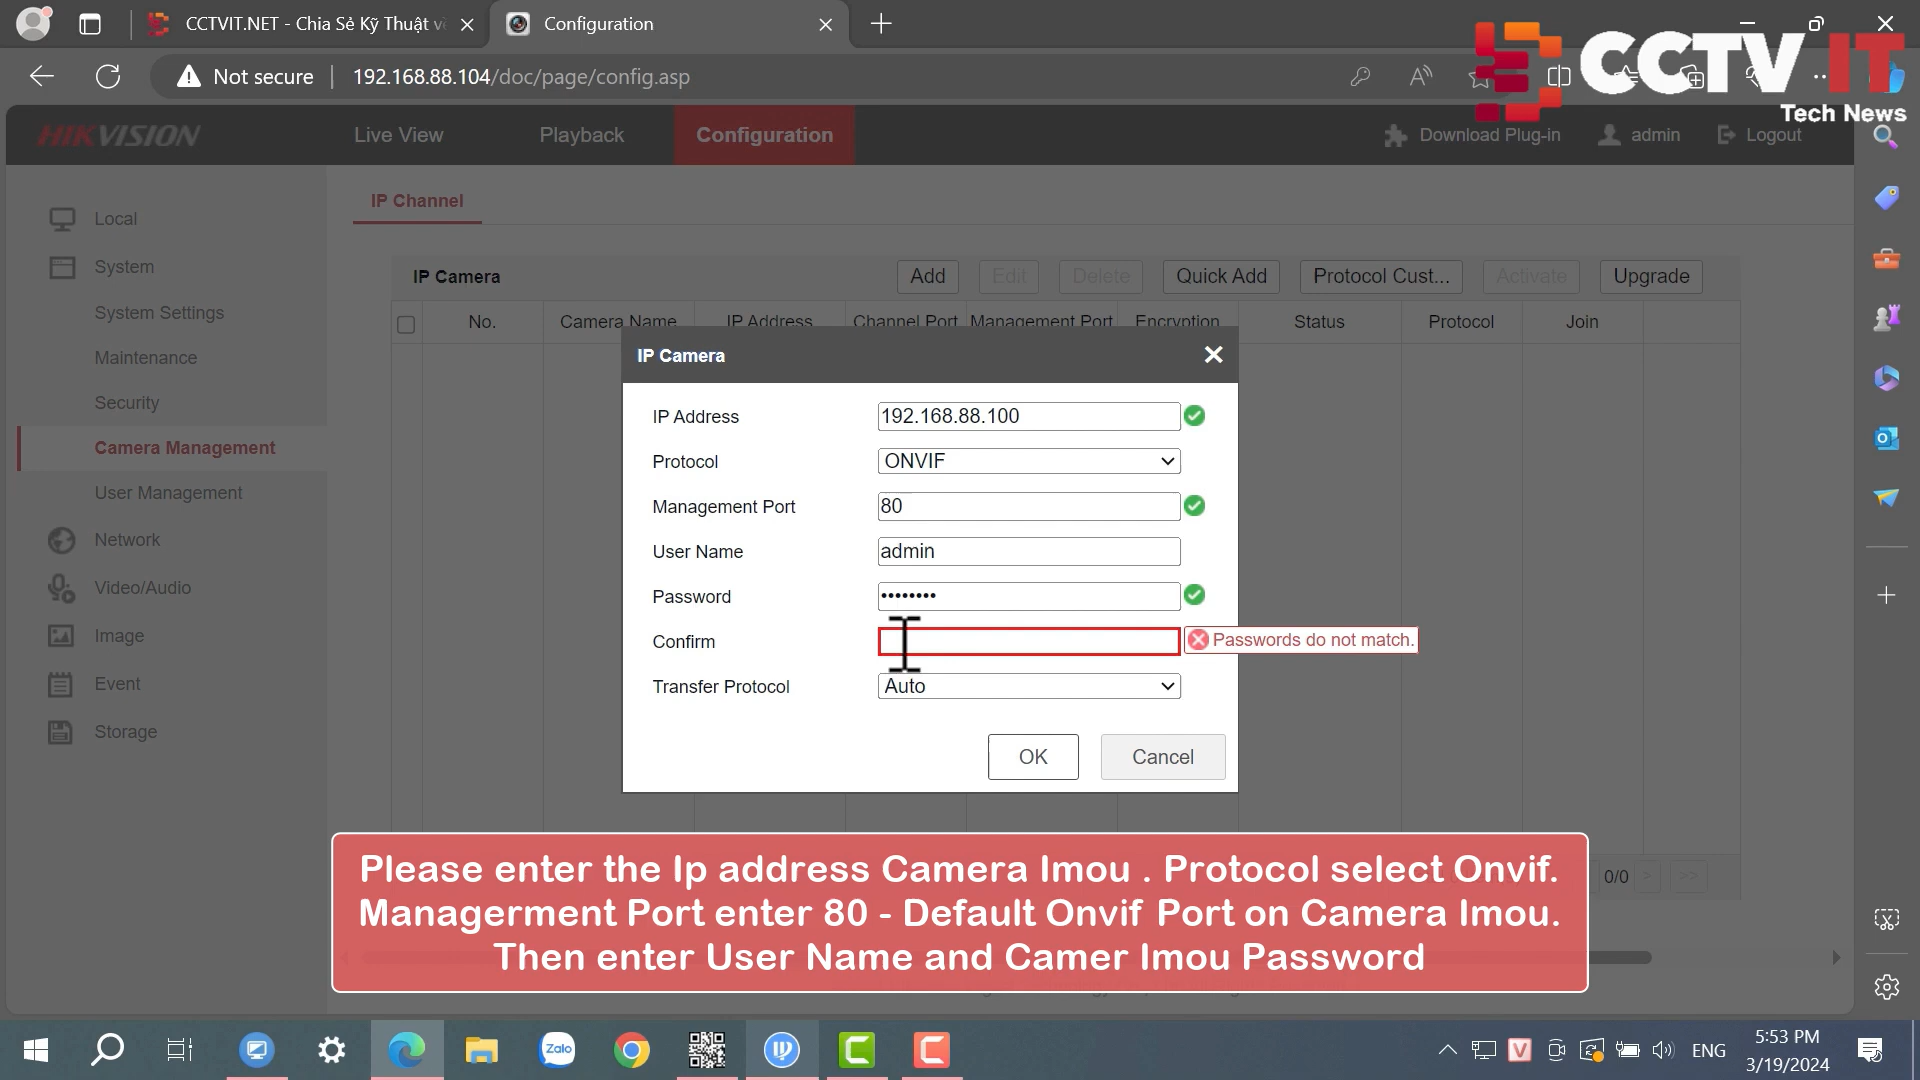 CCTVIT.NET - Chia Sẻ Kỹ Thuật về
Configuration
Not secure
192.168.88.104/doc/page/config.asp
CCTV IT
Tech News
HIKVISION
Live View
Playback
Configuration
Download Plug-in
admin
Logout
Local
System
System Settings
Maintenance
Security
Camera Management
User Management
Network
Video/Audio
Image
Event
Storage
IP Channel
IP Camera
Add
Edit
Delete
Quick Add
Protocol Cust...
Activate
Upgrade
No.
Camera Name
IP Address
Channel Port
Management Port
Encryption
Status
Protocol
Join
IP Camera
IP Address
192.168.88.100
Protocol
ONVIF
Management Port
80
User Name
admin
Password
••••••••
Confirm
Passwords do not match.
Transfer Protocol
Auto
OK
Cancel
0/0
>
>>
Please enter the Ip address Camera Imou . Protocol select Onvif.
Managerment Port enter 80 - Default Onvif Port on Camera Imou.
Then enter User Name and Camer Imou Password
Zalo
ENG
5:53 PM
3/19/2024